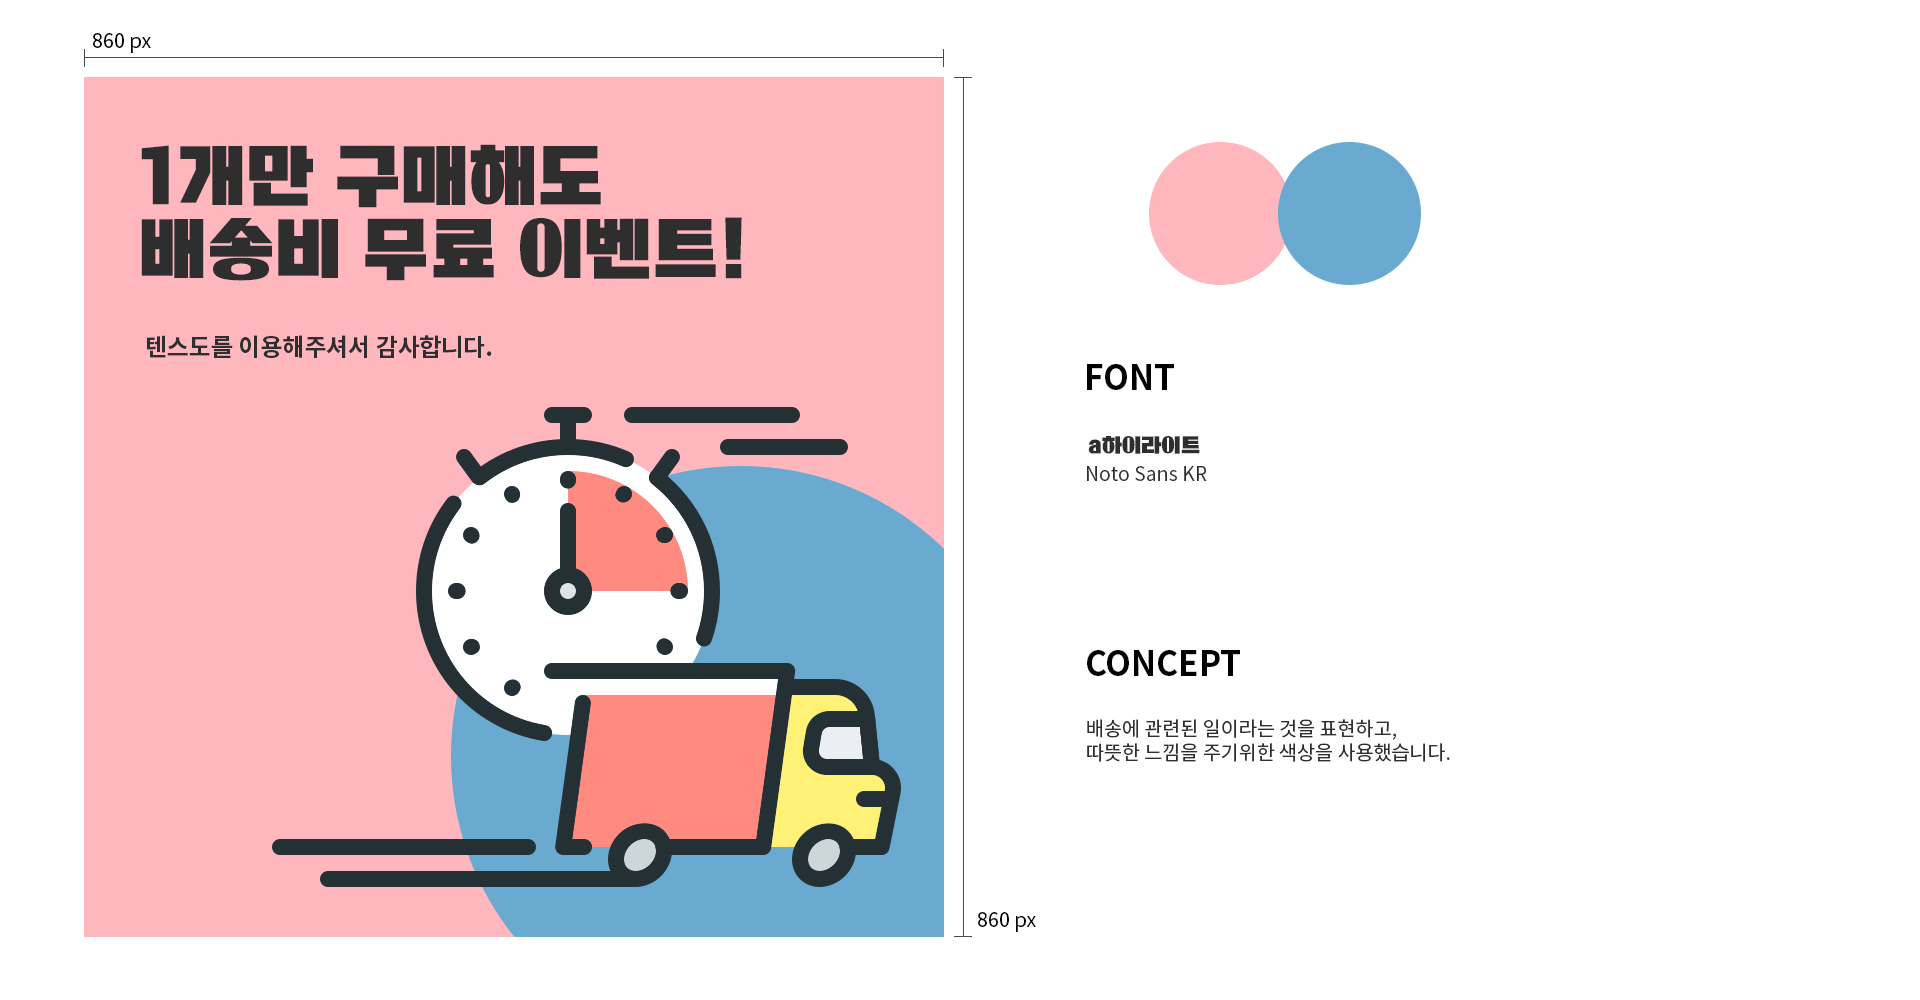 860 px
1개만 구매해도
배송비 무료 이벤트!
텐스도를 이용해주셔서 감사합니다.
860 px
FONT
a하이라이트
Noto Sans KR
CONCEPT
배송에 관련된 일이라는 것을 표현하고,
따뜻한 느낌을 주기위한 색상을 사용했습니다.